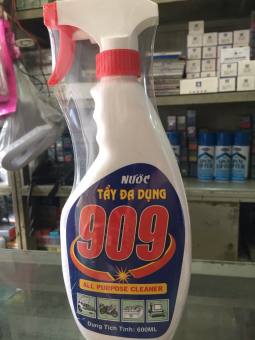 NƯỚC
TẨY ĐA DỤNG
909
ALL PURPOSE CLEANER
Dung Tích Tịnh: 600ML